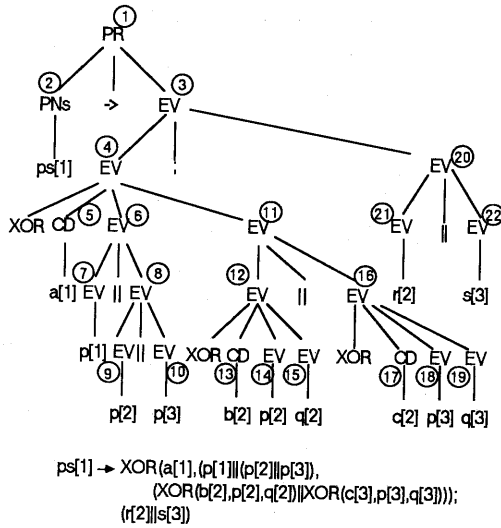 1
PR
2 3
PNs -> EV
4
ps[1] EV ; EV 20
XOR CD 5 EV 6 EV 11 21 EV || EV 22
7 8 12 16
a[1] EV || EV EV || EV r[2] s[3]
p[1] EV || EV XOR CD EV EV XOR CD EV EV
9 10 13 14 15 17 18 19
p[2] p[3] b[2] p[2] q[2] c[2] p[3] q[3]
ps[1] → XOR(a[1],(p[1]||(p[2]||p[3]),
(XOR(b[2],p[2],q[2])||XOR(c[3],p[3],q[3])));
(r[2]||s[3])